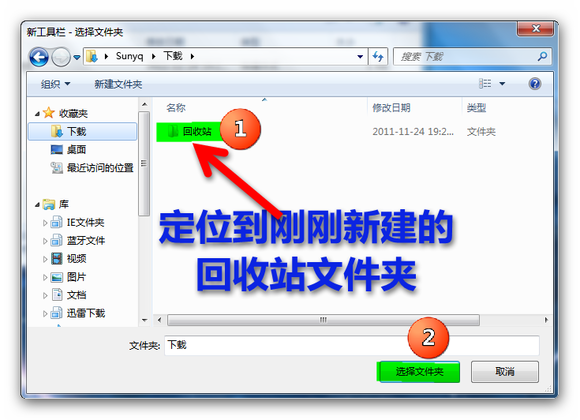 新工具栏 - 选择文件夹
Sunyq 下载
搜索 下载
组织 新建文件夹
收藏夹
下载
桌面
最近访问的位置
库
IE文件夹
蓝牙文件
视频
图片
文档
迅雷下载
名称 修改日期 类型
回收站 1 2011-11-24 19:2... 文件夹
定位到刚刚新建的
回收站文件夹
2
文件夹: 下载
选择文件夹 取消